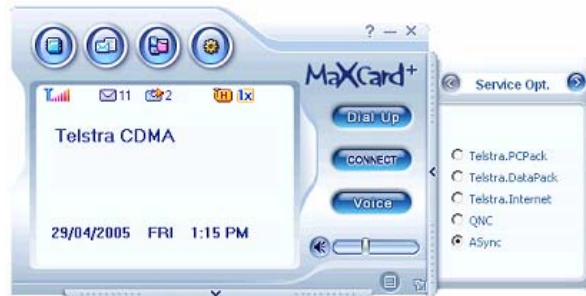 ? — X
MaXCard+
11 2 H 1x
Telstra CDMA
29/04/2005 FRI 1:15 PM
Dial Up
CONNECT
Voice
Service Opt.
Telstra.PCPack
Telstra.DataPack
Telstra.Internet
QNC
ASync